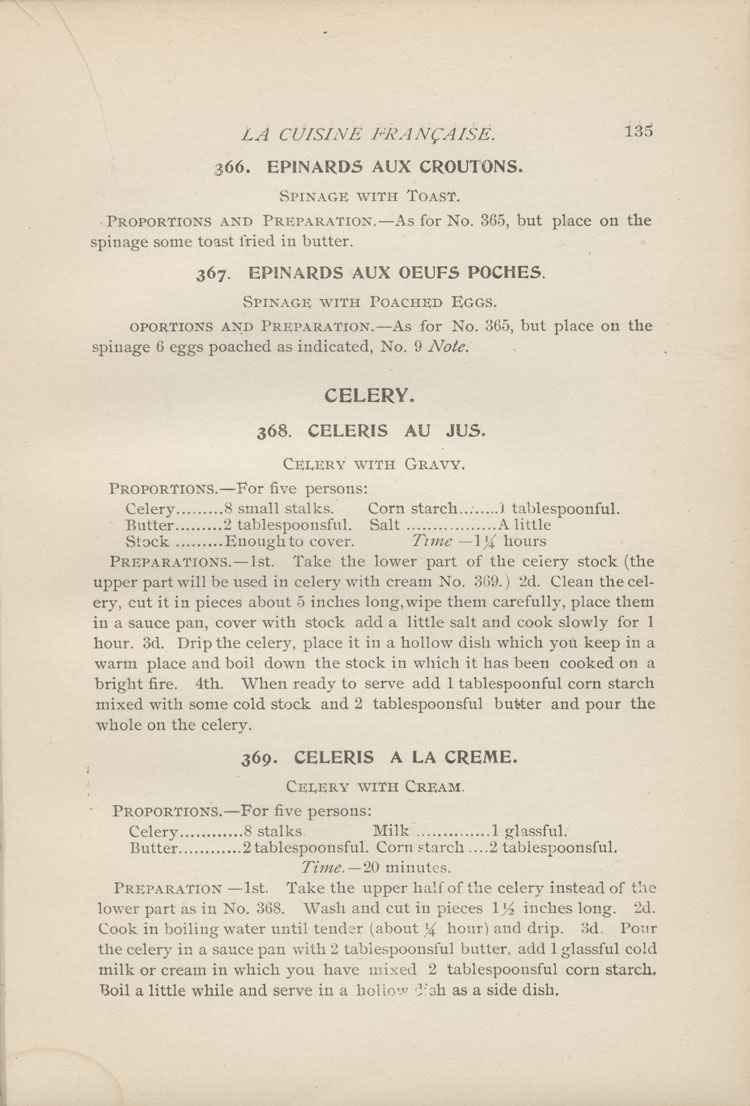 LA CUISINE FRANÇAISE. 135
366. EPINARDS AUX CROUTONS.
SPINAGE WITH TOAST.
PROPORTIONS AND PREPARATION.—As for No. 365, but place on the
spinage some toast fried in butter.
367. EPINARDS AUX OEUFS POCHES.
SPINAGE WITH POACHED EGGS.
OPORTIONS AND PREPARATION.—As for No. 365, but place on the
spinage 6 eggs poached as indicated, No. 9 Note.
CELERY.
368. CELERIS AU JUS.
CELERY WITH GRAVY.
PROPORTIONS.—For five persons:
Celery.........8 small stalks. Corn starch........1 tablespoonful.
Butter.........2 tablespoonsful. Salt .................A little
Stock .........Enough to cover. Time —1¼ hours
PREPARATIONS.—1st. Take the lower part of the celery stock (the
upper part will be used in celery with cream No. 369.) 2d. Clean the cel-
ery, cut it in pieces about 5 inches long, wipe them carefully, place them
in a sauce pan, cover with stock add a little salt and cook slowly for 1
hour. 3d. Drip the celery, place it in a hollow dish which you keep in a
warm place and boil down the stock in which it has been cooked on a
bright fire. 4th. When ready to serve add 1 tablespoonful corn starch
mixed with some cold stock and 2 tablespoonsful butter and pour the
whole on the celery.
369. CELERIS A LA CREME.
CELERY WITH CREAM.
PROPORTIONS.—For five persons:
Celery............8 stalks. Milk ..............1 glassful.
Butter............2 tablespoonsful. Corn starch ....2 tablespoonsful.
Time.—20 minutes.
PREPARATION —1st. Take the upper half of the celery instead of the
lower part as in No. 368. Wash and cut in pieces 1½ inches long. 2d.
Cook in boiling water until tender (about ¼ hour) and drip. 3d. Pour
the celery in a sauce pan with 2 tablespoonsful butter, add 1 glassful cold
milk or cream in which you have mixed 2 tablespoonsful corn starch.
Boil a little while and serve in a hollow dish as a side dish.